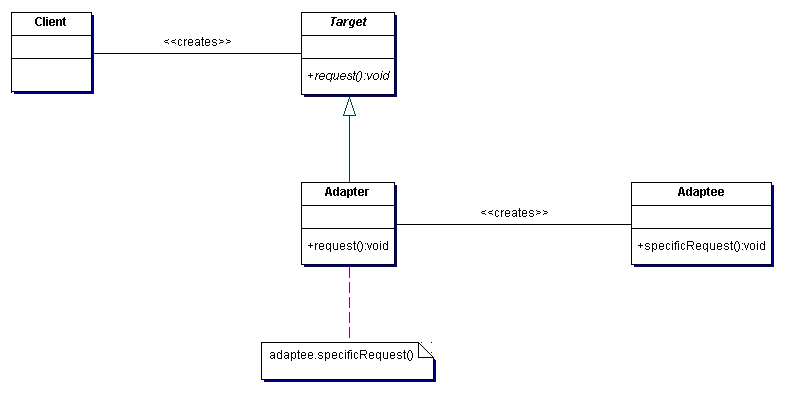 Client
<<creates>>
Target
+request():void
Adapter
+request():void
<<creates>>
Adaptee
+specificRequest():void
adaptee.specificRequest()